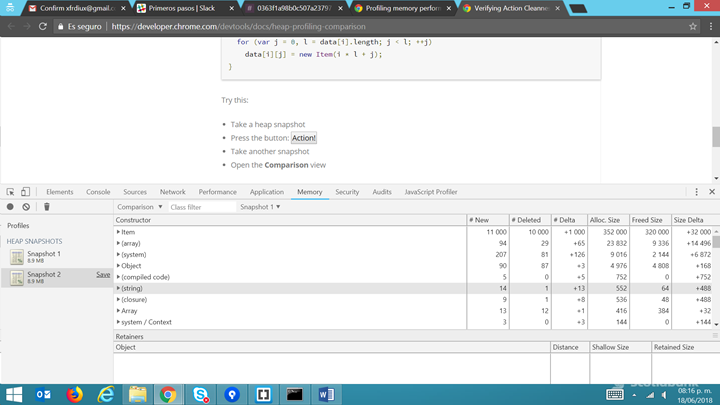 Confirm xfrdiux@gmail.c
Primeros pasos | Slack
0363f1a98b0c507a23797
Profiling memory perform
Verifying Action Cleanne
Es seguro | https://developer.chrome.com/devtools/docs/heap-profiling-comparison
for (var j = 0, l = data[i].length; j < l; ++j)
data[i][j] = new Item(i + l + j);
}
Try this:
• Take a heap snapshot
• Press the button: Action!
• Take another snapshot
• Open the Comparison view
Elements Console Sources Network Performance Application Memory Security Audits JavaScript Profiler
Comparison ▼ Class filter Snapshot 1 ▼
Profiles
HEAP SNAPSHOTS
Snapshot 1
8.9 MB
Snapshot 2 Save
8.9 MB
Constructor # New # Deleted # Delta Alloc. Size Freed Size Size Delta
Item 11 000 10 000 +1 000 352 000 320 000 +32 000
(array) 94 29 +65 23 832 9 336 +14 496
(system) 207 81 +126 9 016 2 144 +6 872
Object 90 87 +3 4 976 4 808 +168
(compiled code) 5 0 +5 752 0 +752
(string) 14 1 +13 552 64 +488
(closure) 9 1 +8 536 48 +488
Array 13 12 +1 416 384 +32
system / Context 3 0 +3 144 0 +144
Retainers
Object Distance Shallow Size Retained Size
08:16 p. m.
18/06/2018